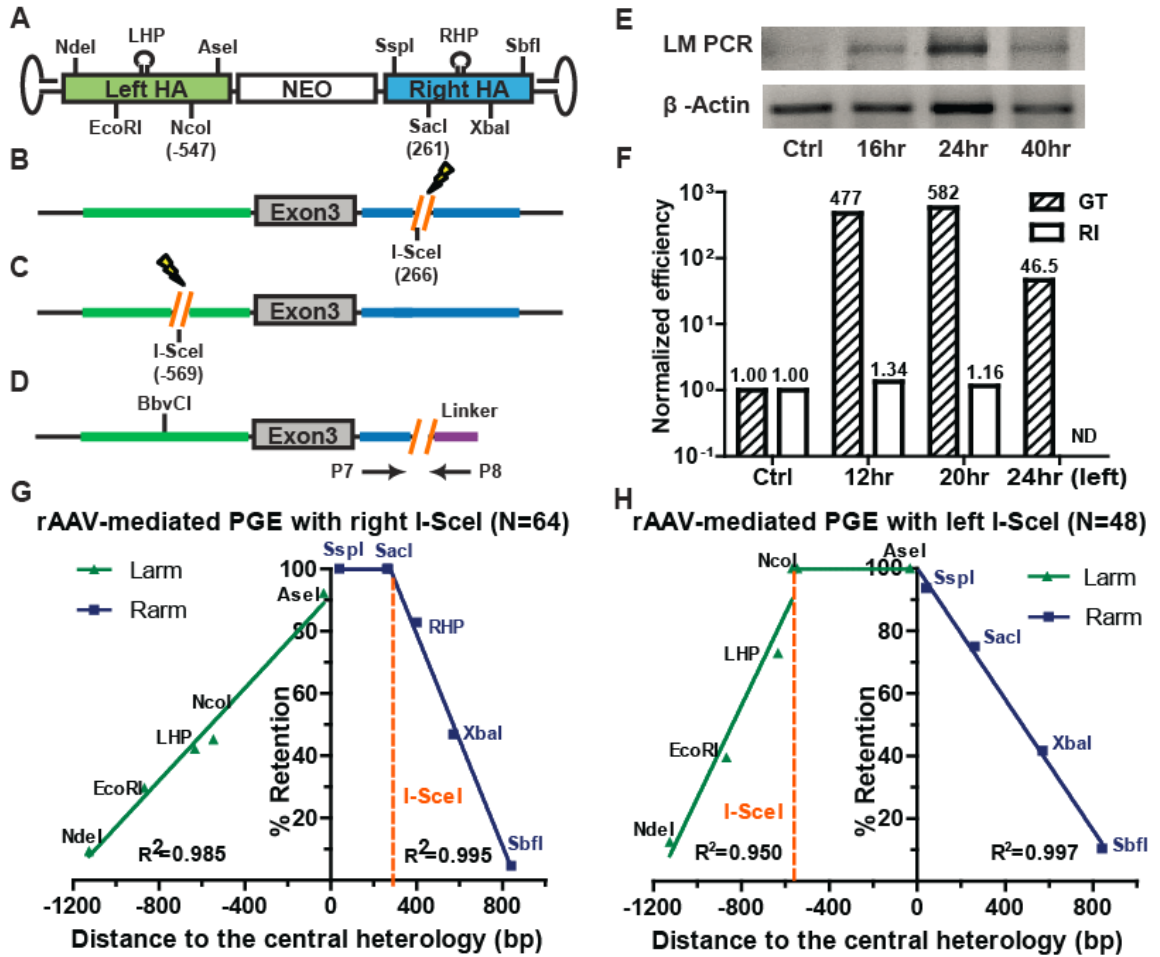 A
NdeI
LHP
AseI
SspI
RHP
SbfI
Left HA
NEO
Right HA
EcoRI
NcoI
(-547)
SacI
(261)
XbaI
B
Exon3
I-SceI
(266)
C
Exon3
I-SceI
(-569)
D
BbvCI
Exon3
Linker
P7
P8
E
LM PCR
β -Actin
Ctrl 16hr 24hr 40hr
F
Normalized efficiency
10³
10²
10¹
10⁰
10⁻¹
1.00 1.00
477
1.34
582
1.16
46.5
ND
GT
RI
Ctrl 12hr 20hr 24hr (left)
G
rAAV-mediated PGE with right I-SceI (N=64)
Larm
Rarm
SspI SacI
AseI
RHP
NcoI
LHP
XbaI
EcoRI
I-SceI
NdeI
SbfI
R²=0.985
R²=0.995
% Retention
100
80
60
40
20
-1200 -800 -400 0 400 800
Distance to the central heterology (bp)
H
rAAV-mediated PGE with left I-SceI (N=48)
NcoI
AseI
SspI
Larm
Rarm
LHP
SacI
EcoRI
XbaI
I-SceI
NdeI
SbfI
R²=0.950
R²=0.997
% Retention
100
80
60
40
20
-1200 -800 -400 0 400 800
Distance to the central heterology (bp)